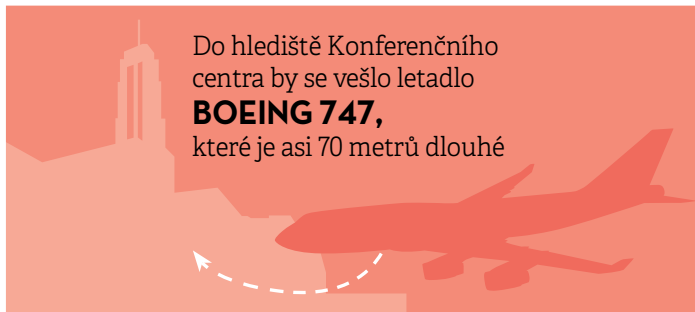 Do hlediště Konferenčního
centra by se vešlo letadlo
BOEING 747,
které je asi 70 metrů dlouhé